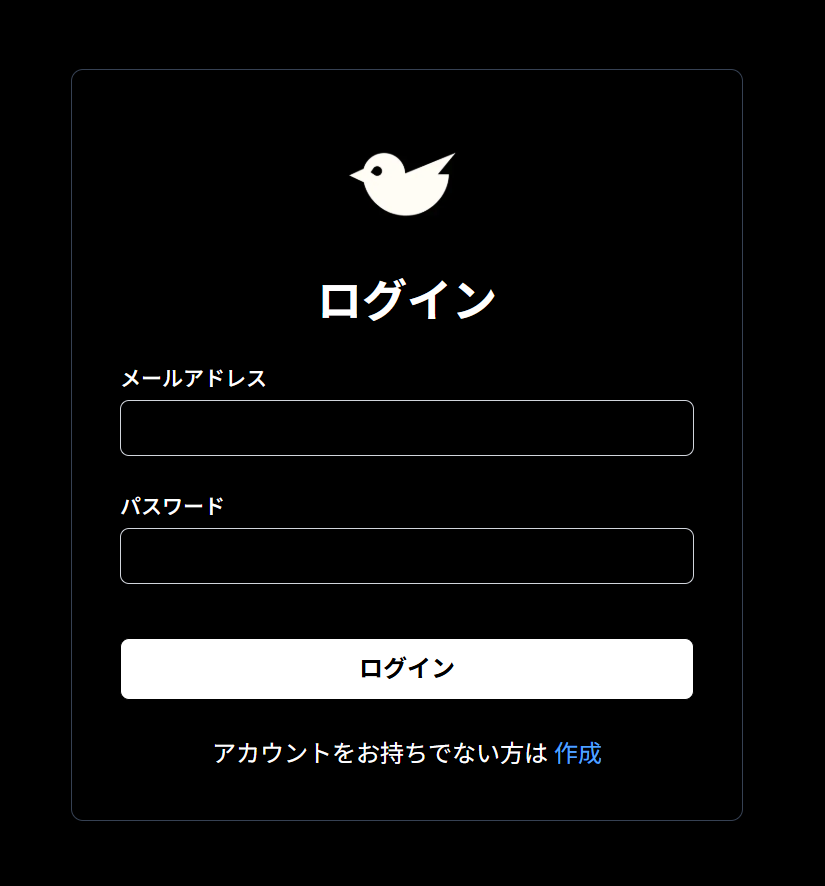 ログイン
メールアドレス
パスワード
ログイン
アカウントをお持ちでない方は 作成